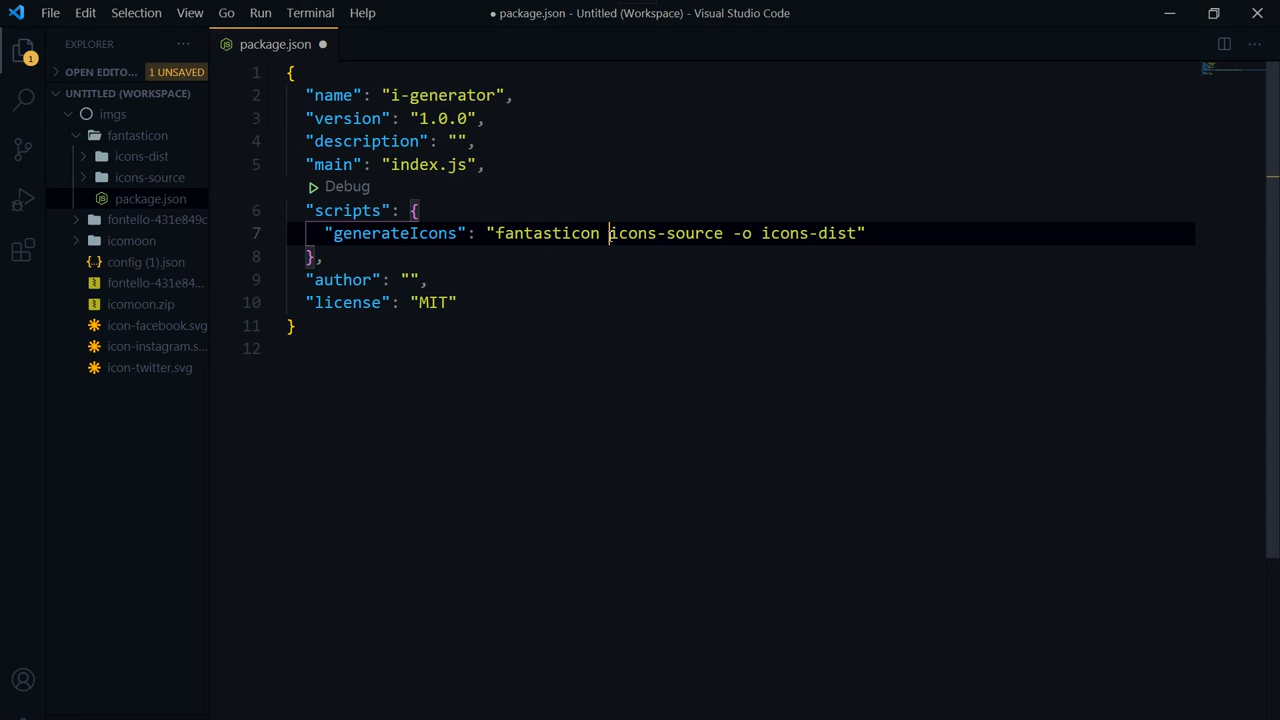 File Edit Selection View Go Run Terminal Help
● package.json - Untitled (Workspace) - Visual Studio Code
EXPLORER
OPEN EDITO... 1 UNSAVED
UNTITLED (WORKSPACE)
imgs
fantasticon
icons-dist
icons-source
package.json
fontello-431e849c
icomoon
config (1).json
fontello-431e84...
icomoon.zip
icon-facebook.svg
icon-instagram.s...
icon-twitter.svg
1
package.json ●
1 {
2 "name": "i-generator",
3 "version": "1.0.0",
4 "description": "",
5 "main": "index.js",
Debug
6 "scripts": {
7 "generateIcons": "fantasticon icons-source -o icons-dist"
8 },
9 "author": "",
10 "license": "MIT"
11 }
12